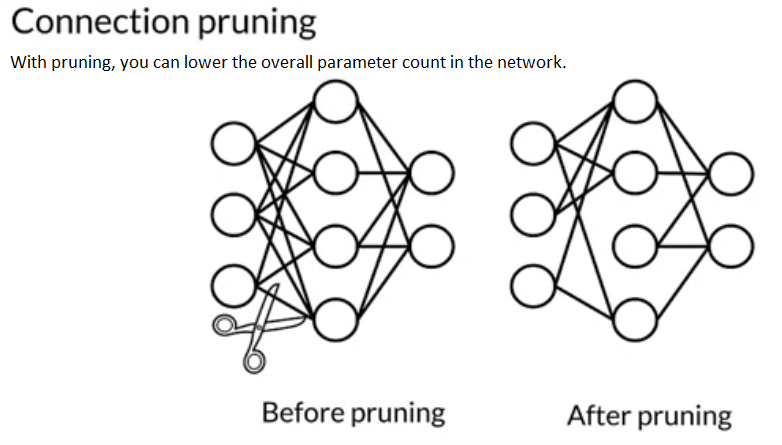 Connection pruning
With pruning, you can lower the overall parameter count in the network.
Before pruning
After pruning